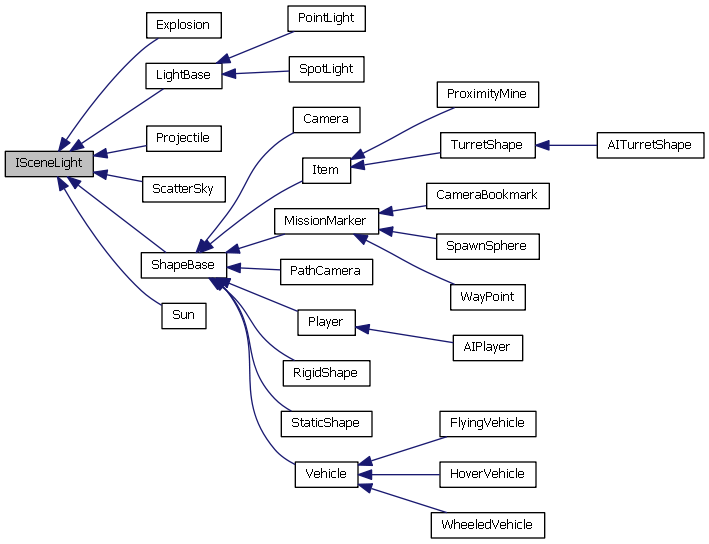 Explosion
PointLight
LightBase
SpotLight
ProximityMine
Camera
Projectile
TurretShape
AITurretShape
ISceneLight
Item
ScatterSky
CameraBookmark
MissionMarker
SpawnSphere
ShapeBase
PathCamera
WayPoint
Sun
Player
AIPlayer
RigidShape
StaticShape
FlyingVehicle
Vehicle
HoverVehicle
WheeledVehicle